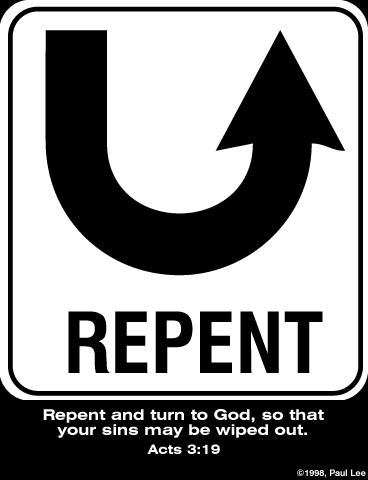 REPENT
Repent and turn to God, so that
your sins may be wiped out.
Acts 3:19
©1998, Paul Lee